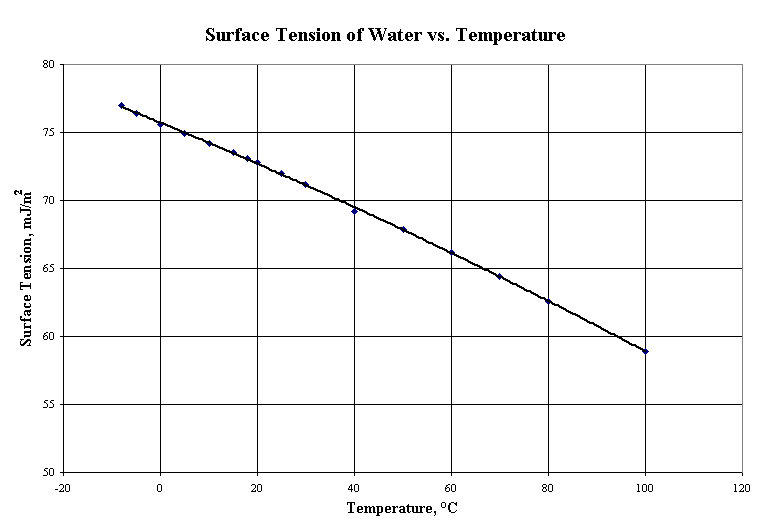 Surface Tension of Water vs. Temperature
80
75
70
65
60
55
50
Surface Tension, mJ/m²
-20 0 20 40 60 80 100 120
Temperature, °C